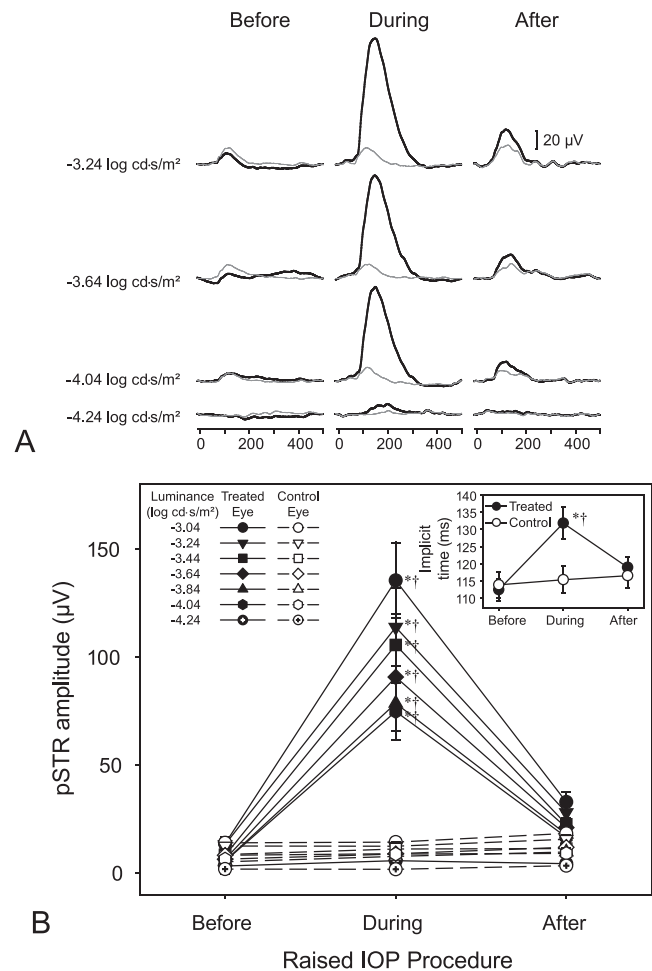 Before During After
20 µV
-3.24 log cd·s/m²
-3.64 log cd·s/m²
-4.04 log cd·s/m²
-4.24 log cd·s/m²
0 200 400 0 200 400 0 200 400
A
Luminance Treated Control
(log cd·s/m²) Eye Eye
-3.04
-3.24
-3.44
-3.64
-3.84
-4.04
-4.24
Implicit
time (ms)
140
135
130
125
120
115
110
Treated
Control
*†
Before During After
pSTR amplitude (µV)
150
100
50
0
*†
*†
*†
*†
*†
*†
Before During After
B
Raised IOP Procedure